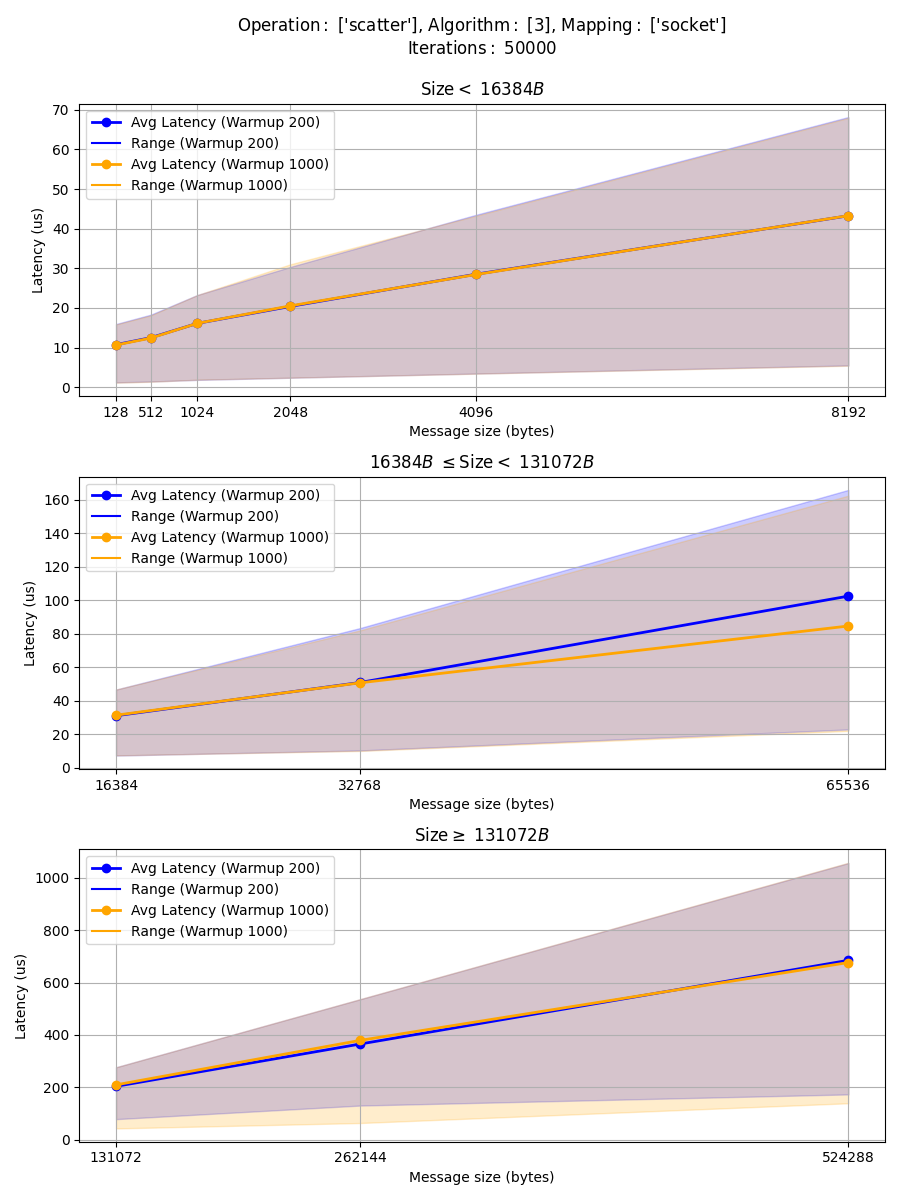 Operation : ['scatter'], Algorithm : [3], Mapping : ['socket']
Iterations : 50000
Size < 16384B
70
60
50
40
30
20
10
0
Latency (us)
Avg Latency (Warmup 200)
Range (Warmup 200)
Avg Latency (Warmup 1000)
Range (Warmup 1000)
128 512 1024 2048 4096 8192
Message size (bytes)
16384B ≤ Size < 131072B
160
140
120
100
80
60
40
20
0
Latency (us)
Avg Latency (Warmup 200)
Range (Warmup 200)
Avg Latency (Warmup 1000)
Range (Warmup 1000)
16384 32768 65536
Message size (bytes)
Size ≥ 131072B
1000
800
600
400
200
0
Latency (us)
Avg Latency (Warmup 200)
Range (Warmup 200)
Avg Latency (Warmup 1000)
Range (Warmup 1000)
131072 262144 524288
Message size (bytes)